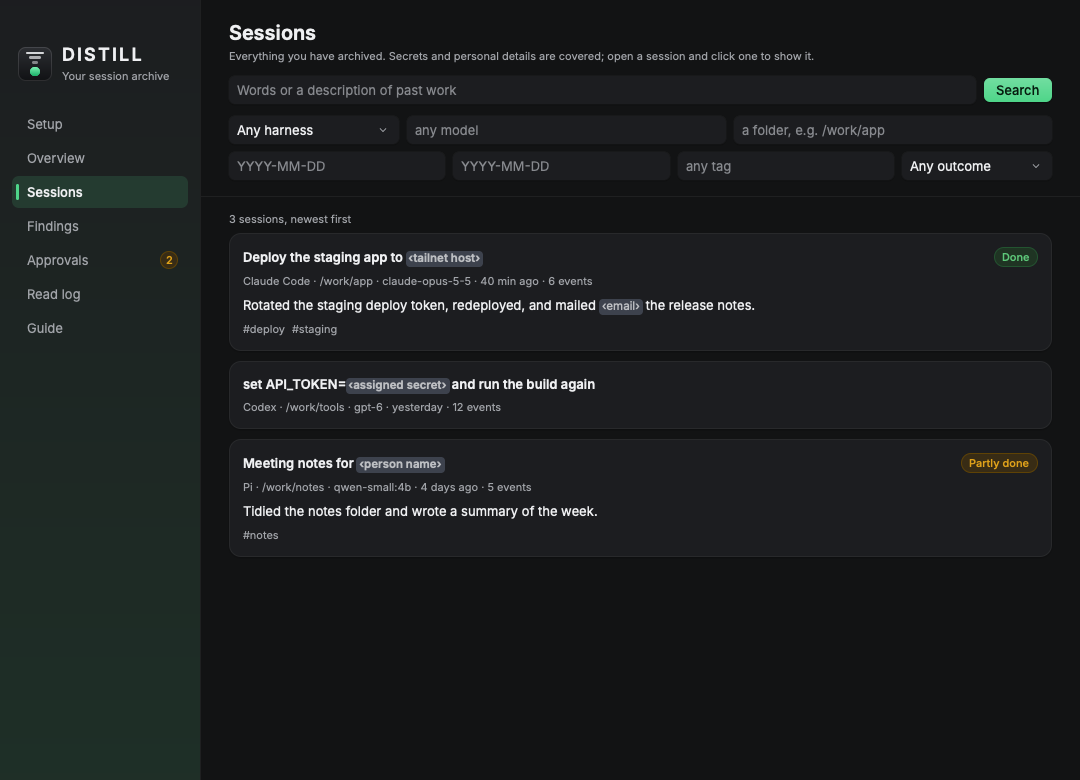 DISTILL
Your session archive
Setup
Overview
Sessions
Findings
Approvals 2
Read log
Guide
Sessions
Everything you have archived. Secrets and personal details are covered; open a session and click one to show it.
Words or a description of past work Search
Any harness any model a folder, e.g. /work/app
YYYY-MM-DD YYYY-MM-DD any tag Any outcome
3 sessions, newest first
Deploy the staging app to ‹tailnet host› Done
Claude Code · /work/app · claude-opus-5-5 · 40 min ago · 6 events
Rotated the staging deploy token, redeployed, and mailed ‹email› the release notes.
#deploy #staging
set API_TOKEN=‹assigned secret› and run the build again
Codex · /work/tools · gpt-6 · yesterday · 12 events
Meeting notes for ‹person name› Partly done
Pi · /work/notes · qwen-small:4b · 4 days ago · 5 events
Tidied the notes folder and wrote a summary of the week.
#notes